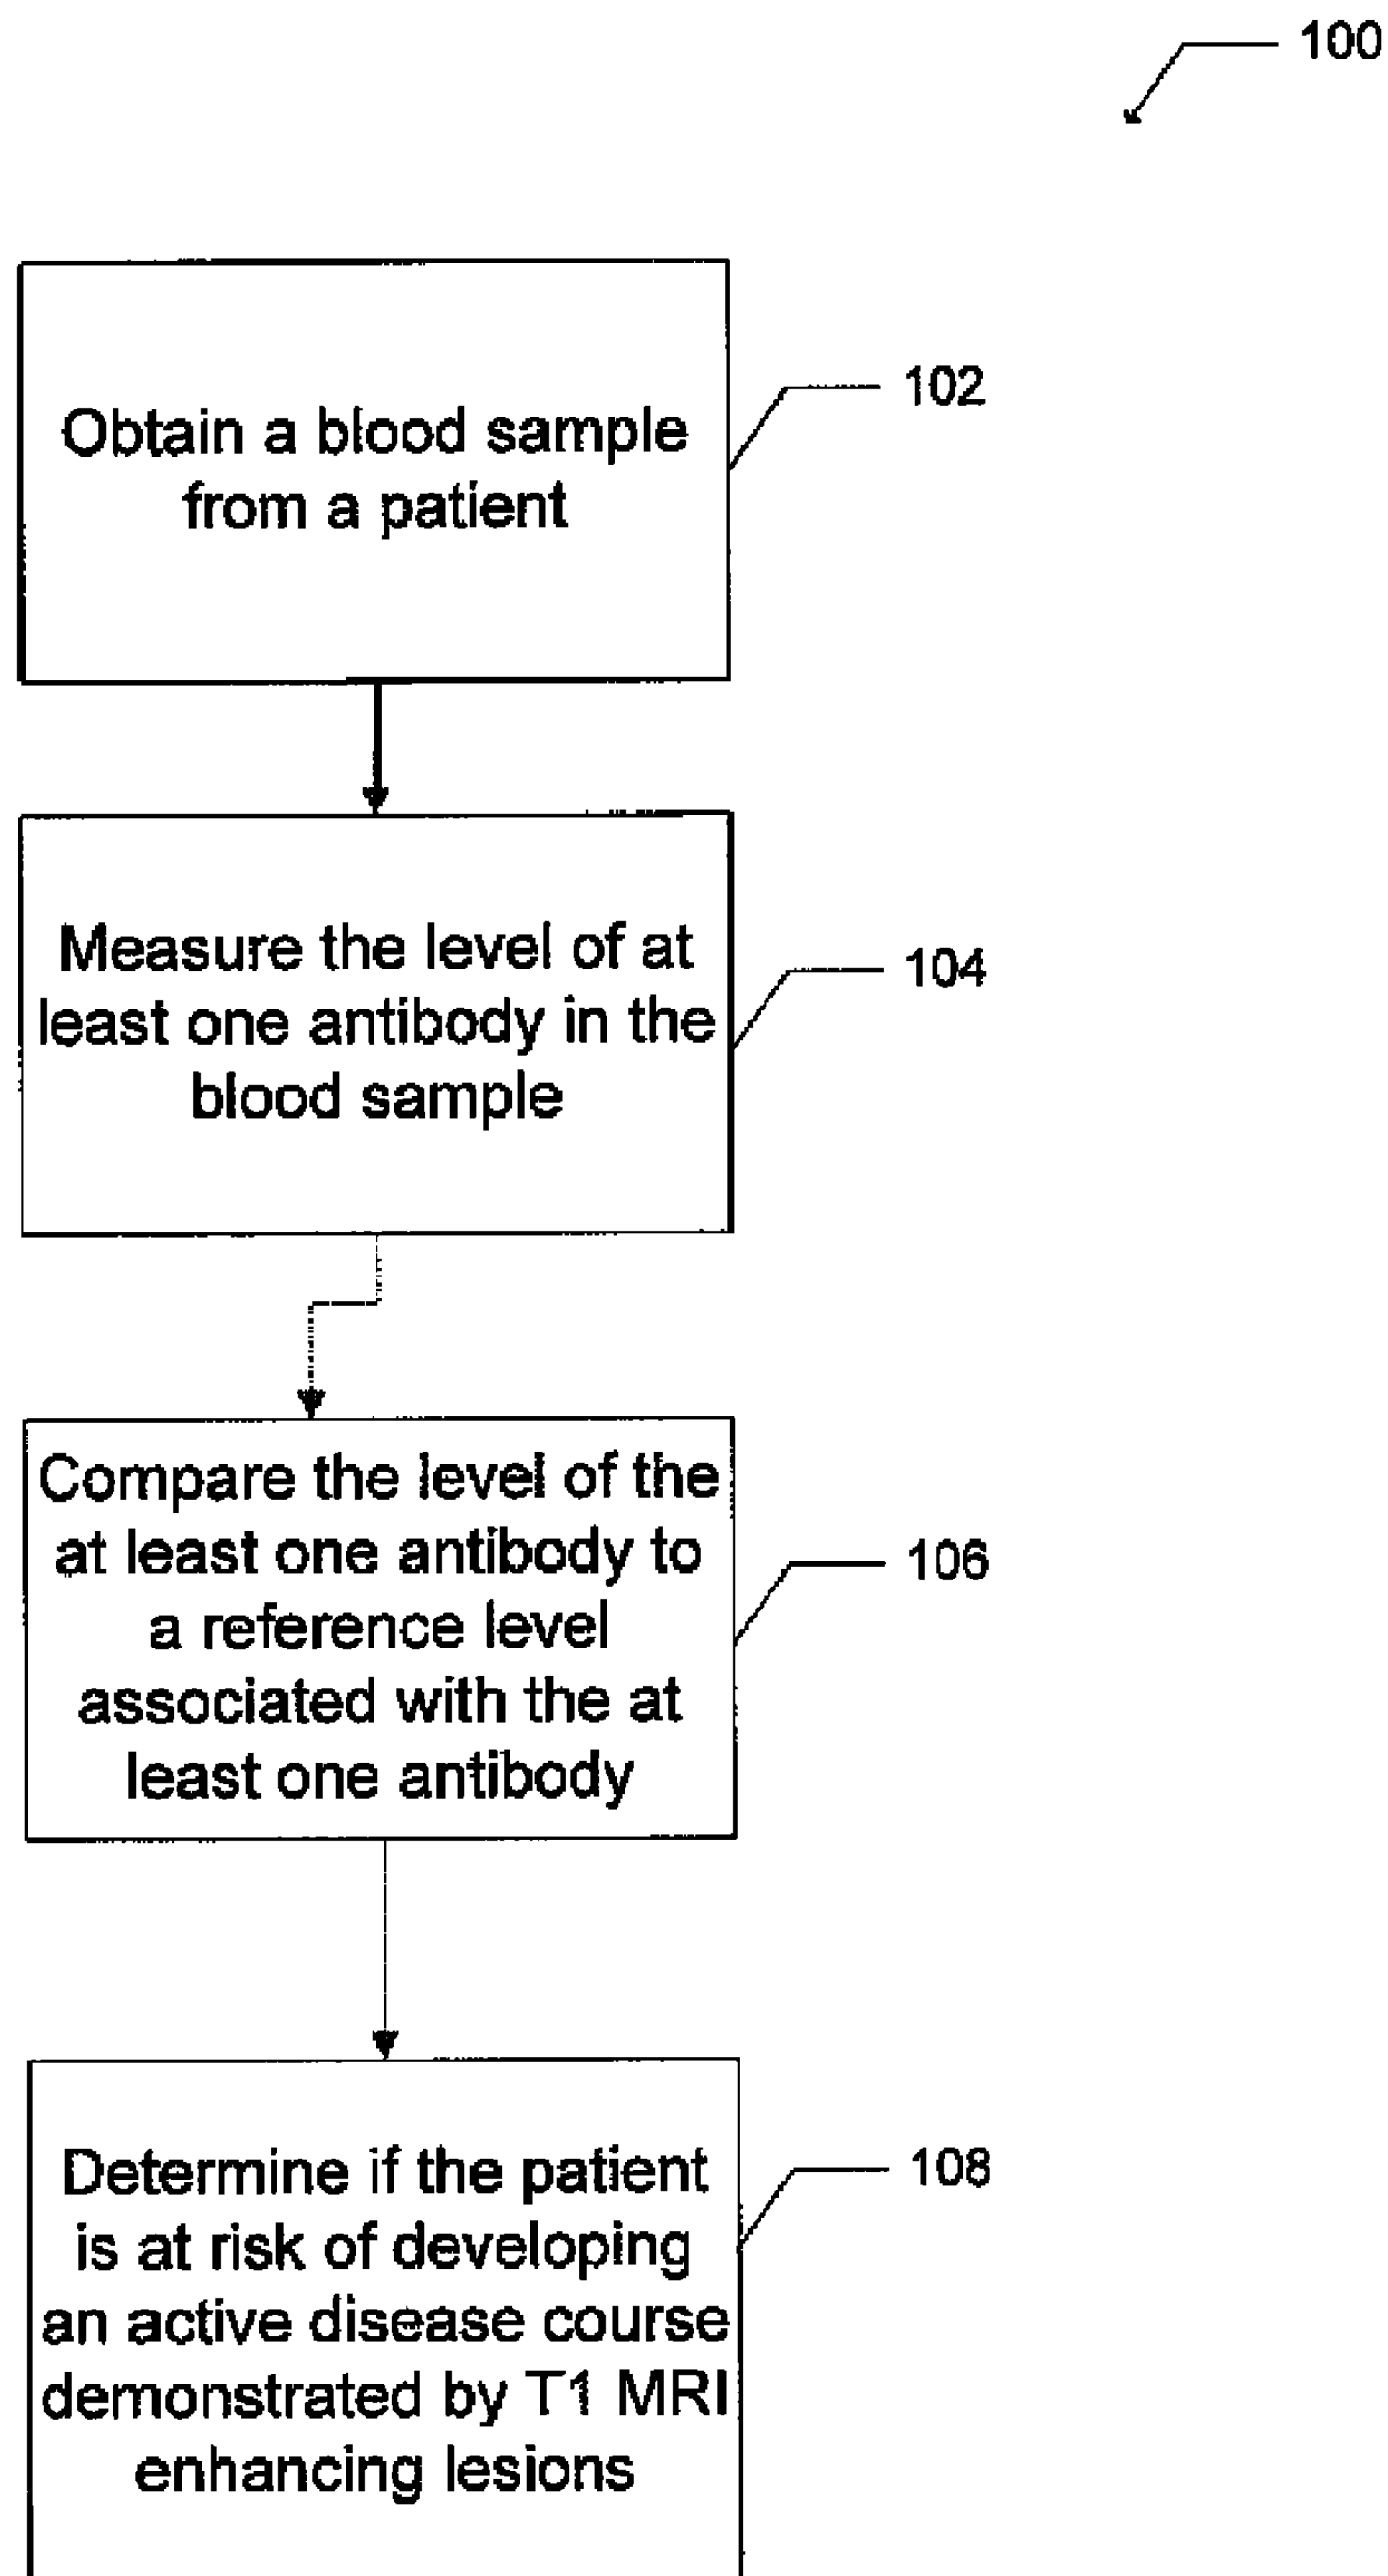 100
Obtain a blood sample
from a patient
102
Measure the level of at
least one antibody in the
blood sample
104
Compare the level of the
at least one antibody to
a reference level
associated with the at
least one antibody
106
Determine if the patient
is at risk of developing
an active disease course
demonstrated by T1 MRI
enhancing lesions
108